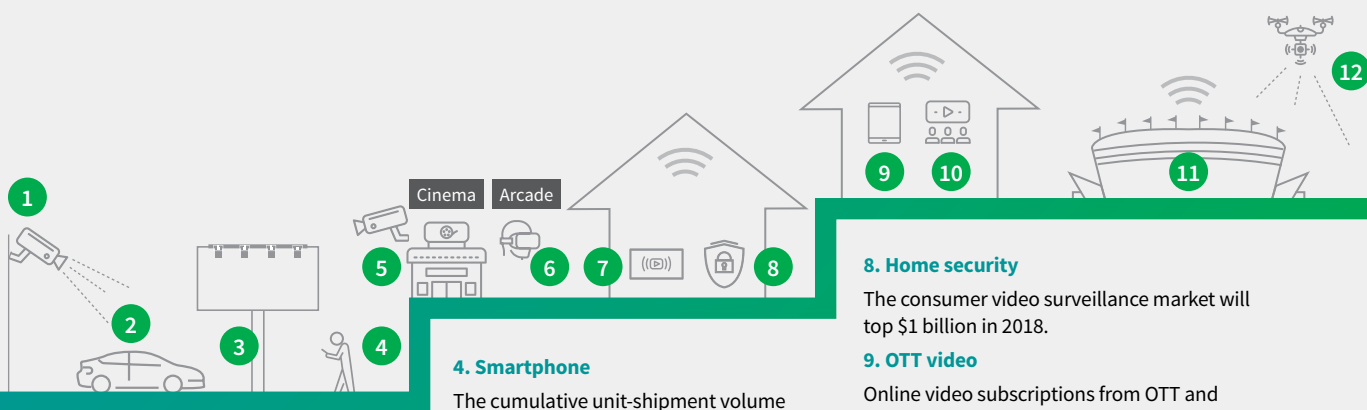 12
9
10
11
1
Cinema
Arcade
5
6
7
8
2
3
4
8. Home security
The consumer video surveillance market will
top $1 billion in 2018.
9. OTT video
Online video subscriptions from OTT and
4. Smartphone
The cumulative unit-shipment volume